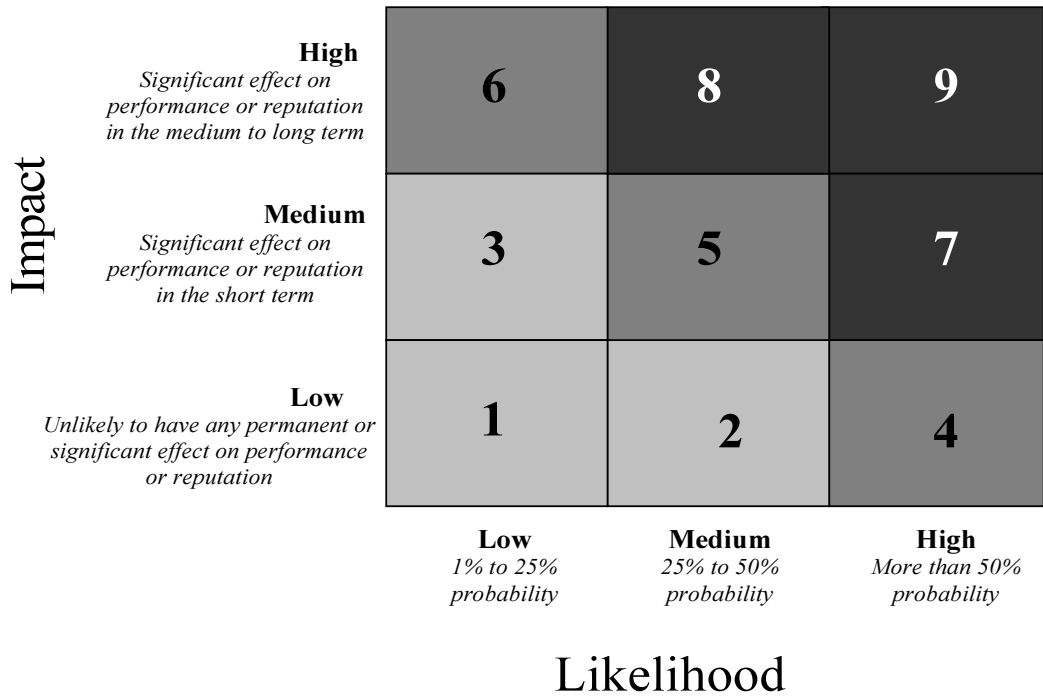 High
Significant effect on
performance or reputation
in the medium to long term
6
8
9
Impact
Medium
Significant effect on
performance or reputation
in the short term
3
5
7
Low
Unlikely to have any permanent or
significant effect on performance
or reputation
1
2
4
Low
1% to 25%
probability
Medium
25% to 50%
probability
High
More than 50%
probability
Likelihood